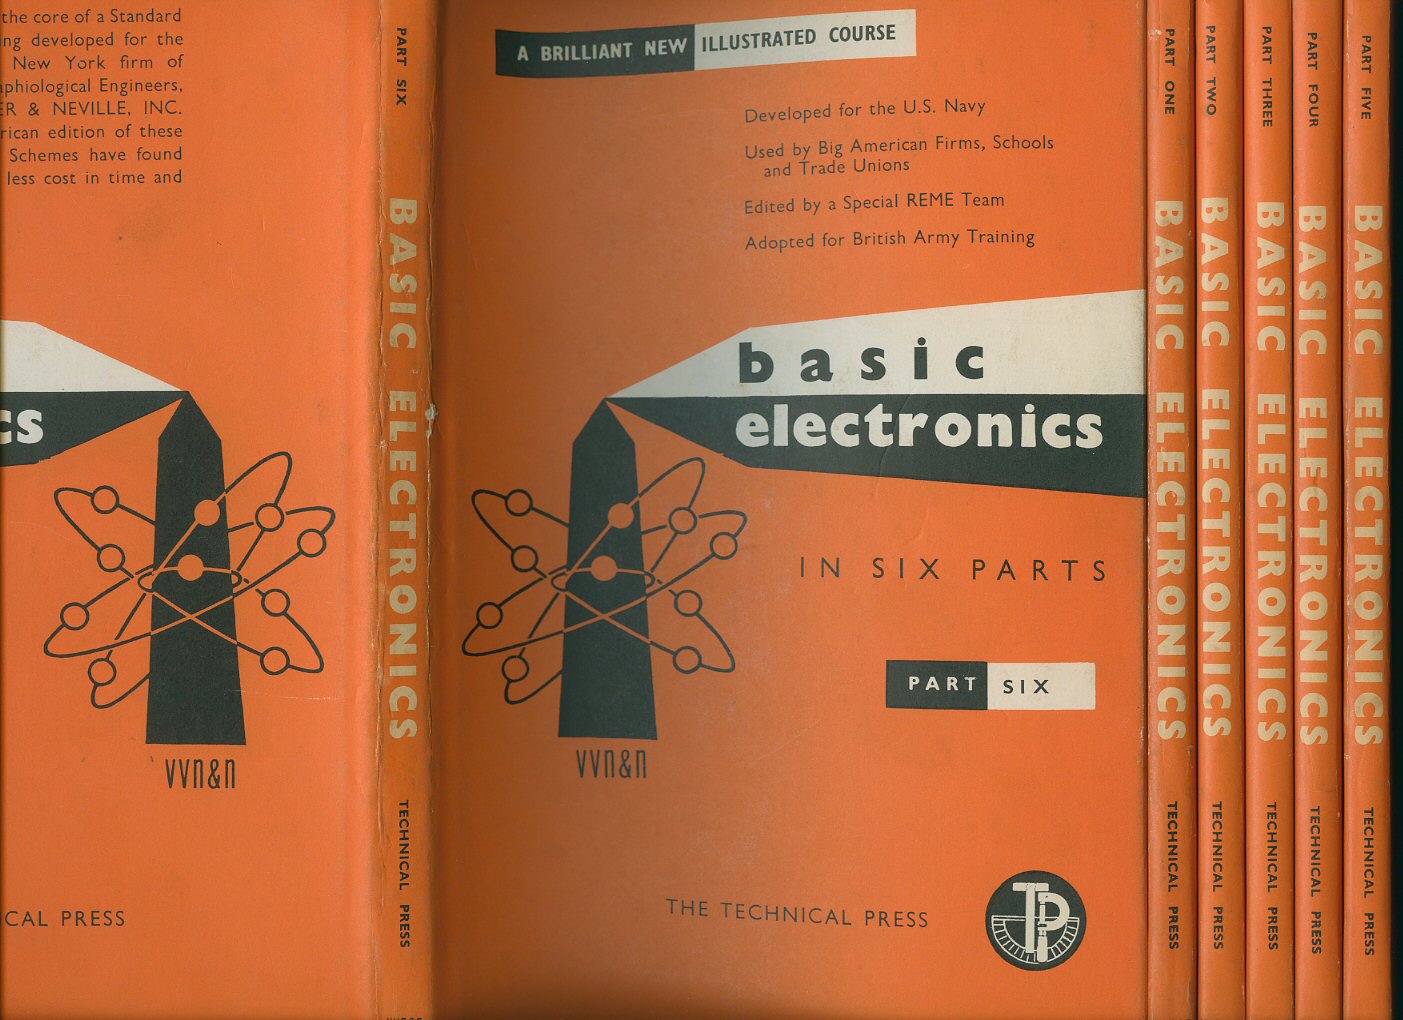 the core of a Standard
ing developed for the
New York firm of
aphiological Engineers,
ER & NEVILLE, INC.
rican edition of these
Schemes have found
less cost in time and
cs
vvn&n
CAL PRESS
PART SIX
BASIC ELECTRONICS
TECHNICAL PRESS
A BRILLIANT NEW ILLUSTRATED COURSE
Developed for the U.S. Navy
Used by Big American Firms, Schools
and Trade Unions
Edited by a Special REME Team
Adopted for British Army Training
basic
electronics
IN SIX PARTS
PART SIX
vvn&n
THE TECHNICAL PRESS
TP
PART ONE
BASIC ELECTRONICS
TECHNICAL PRESS
PART TWO
BASIC ELECTRONICS
TECHNICAL PRESS
PART THREE
BASIC ELECTRONICS
TECHNICAL PRESS
PART FOUR
BASIC ELECTRONICS
TECHNICAL PRESS
PART FIVE
BASIC ELECTRONICS
TECHNICAL PRESS